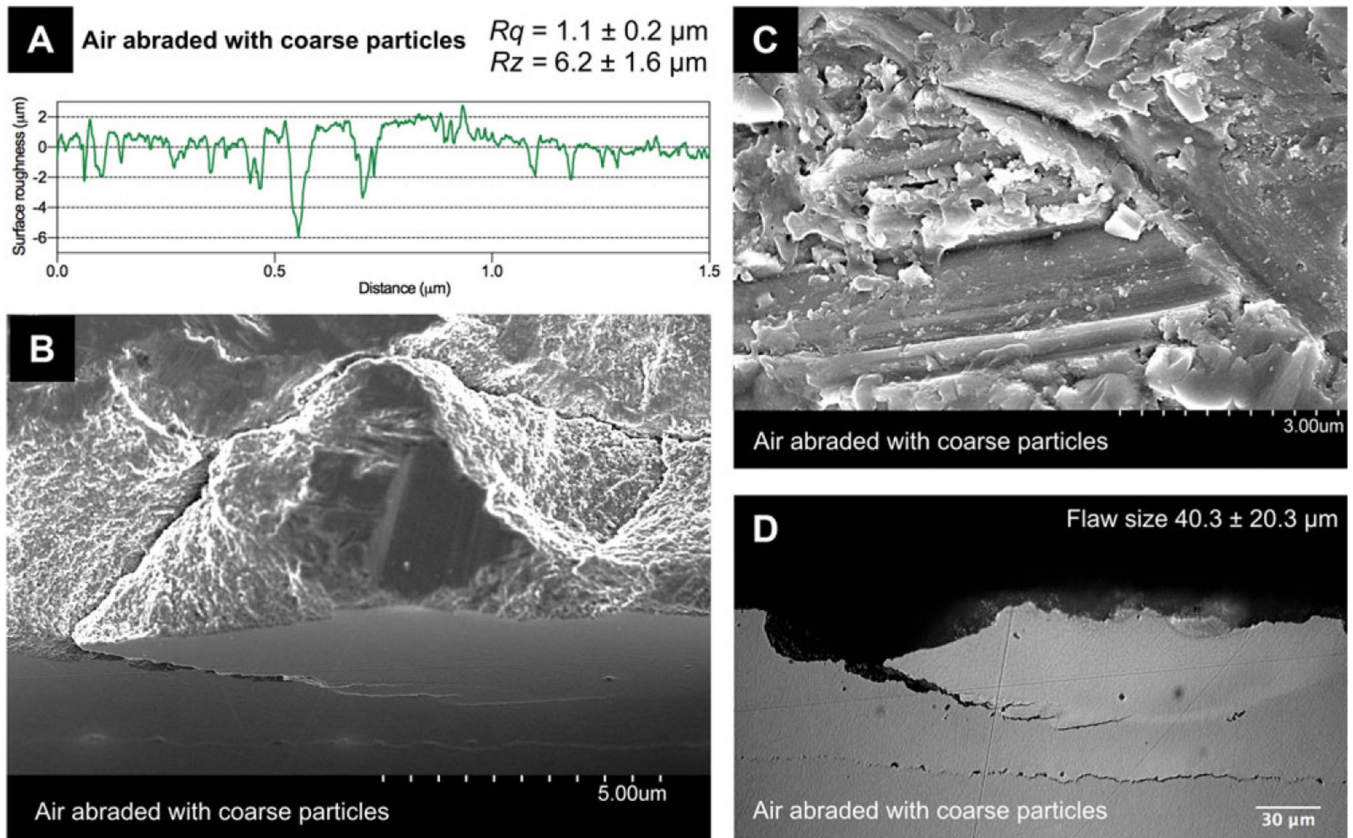 A
Air abraded with coarse particles
Rq = 1.1 ± 0.2 µm
Rz = 6.2 ± 1.6 µm
Surface roughness (µm)
2
0
-2
-4
-6
0.0
0.5
1.0
1.5
Distance (µm)
B
5.00um
Air abraded with coarse particles
C
3.00um
Air abraded with coarse particles
D
Flaw size 40.3 ± 20.3 µm
Air abraded with coarse particles
30 µm